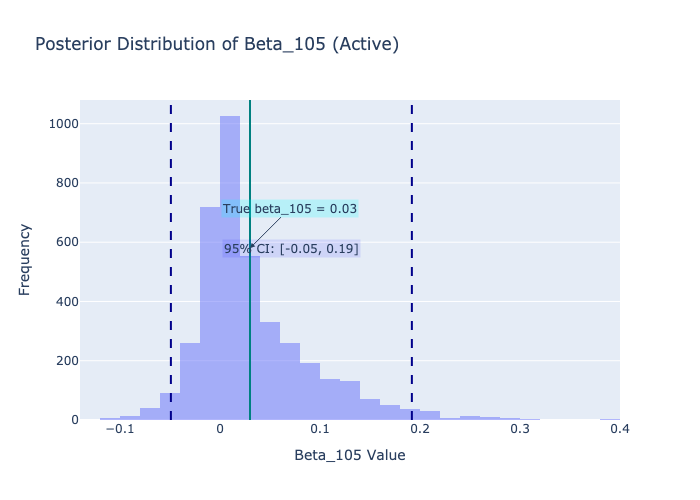 Posterior Distribution of Beta_105 (Active)
1000
800
600
400
200
0
Frequency
True beta_105 = 0.03
95% CI: [-0.05, 0.19]
−0.1
0
0.1
0.2
0.3
0.4
Beta_105 Value